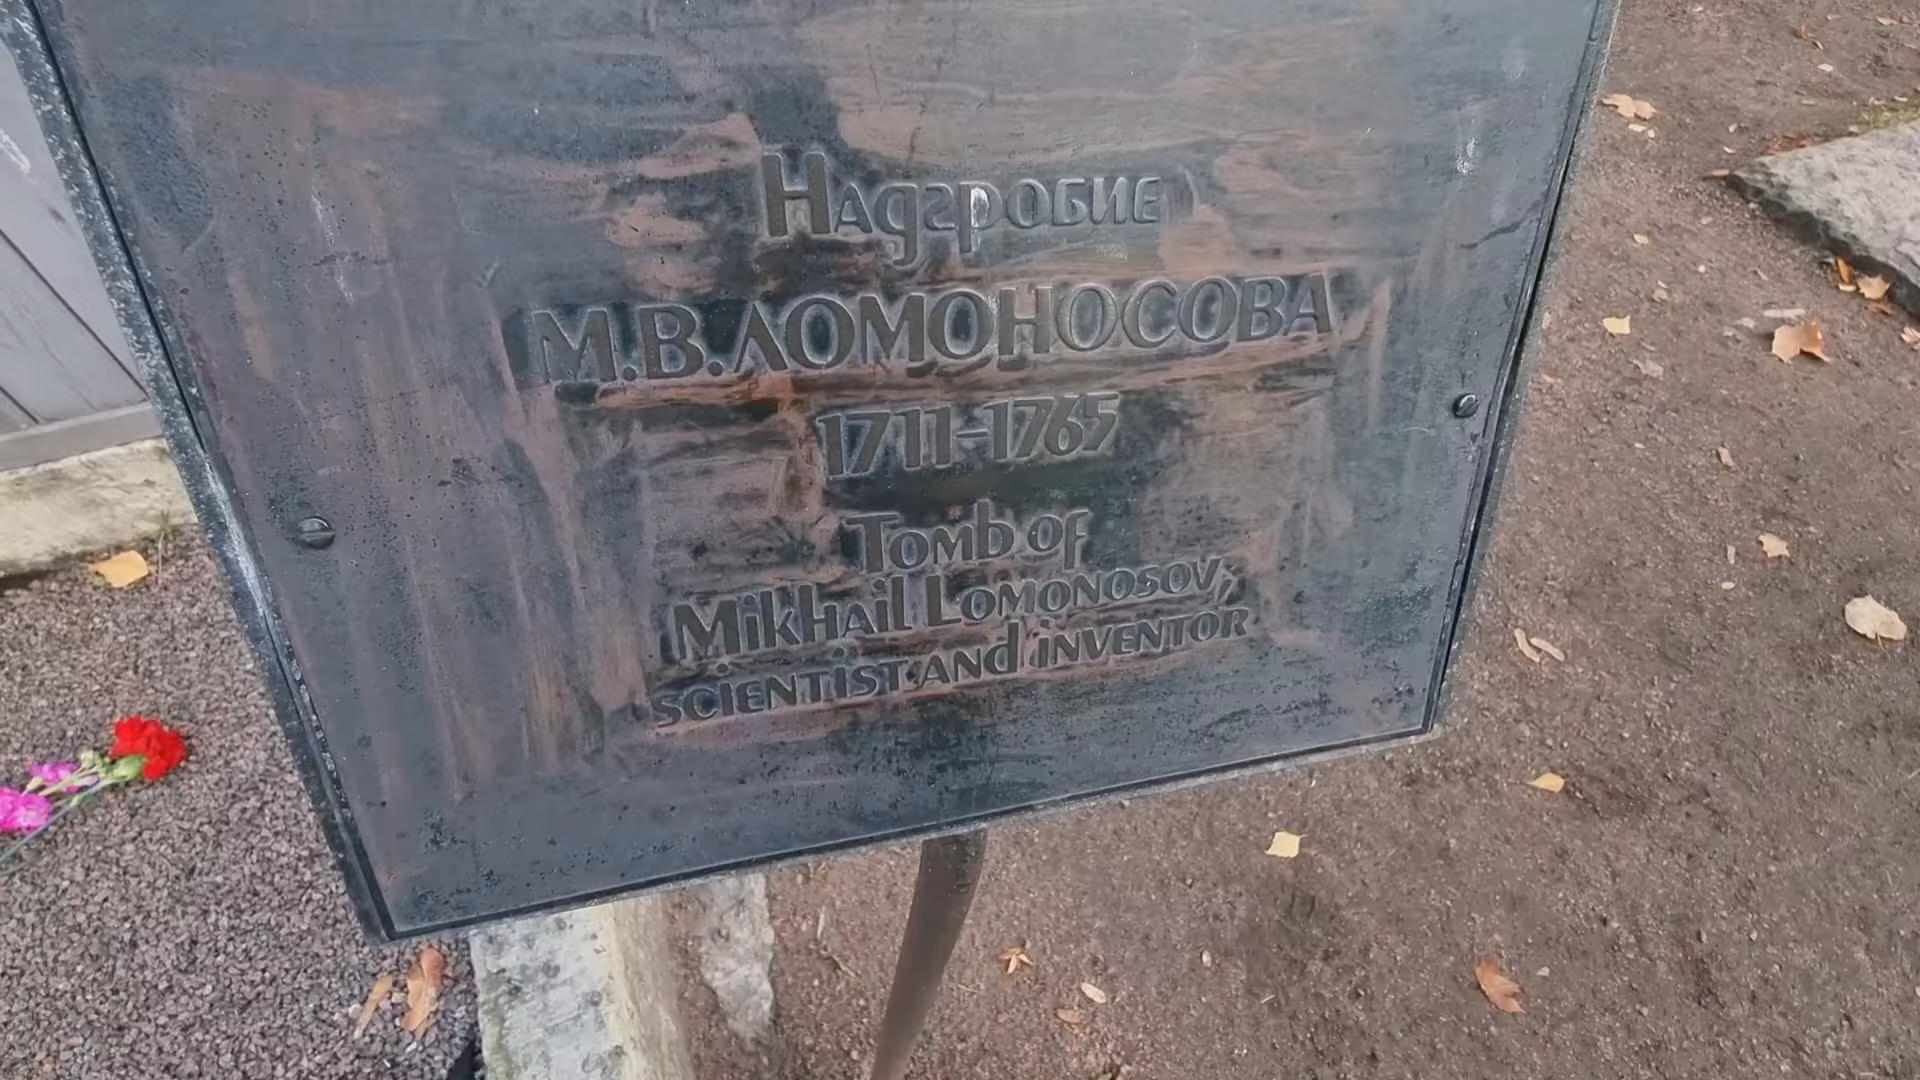 Надгробие
М.В.ЛОМОНОСОВА
1711–1765
Tomb of
Mikhail Lomonosov,
scientist and inventor